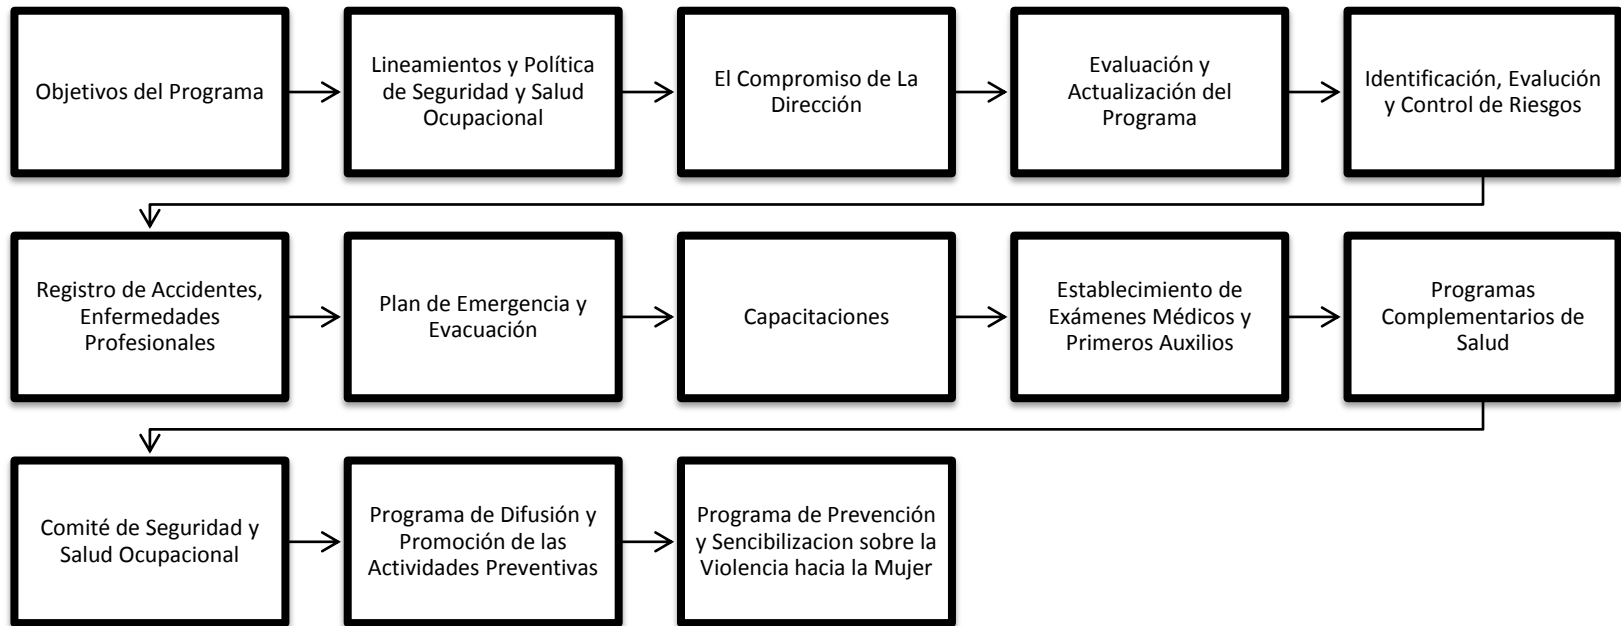 Objetivos del Programa
Lineamientos y Política
de Seguridad y Salud
Ocupacional
El Compromiso de La
Dirección
Evaluación y
Actualización del
Programa
Identificación, Evalución
y Control de Riesgos
Registro de Accidentes,
Enfermedades
Profesionales
Plan de Emergencia y
Evacuación
Capacitaciones
Establecimiento de
Exámenes Médicos y
Primeros Auxilios
Programas
Complementarios de
Salud
Comité de Seguridad y
Salud Ocupacional
Programa de Difusión y
Promoción de las
Actividades Preventivas
Programa de Prevención
y Sencibilizacion sobre la
Violencia hacia la Mujer